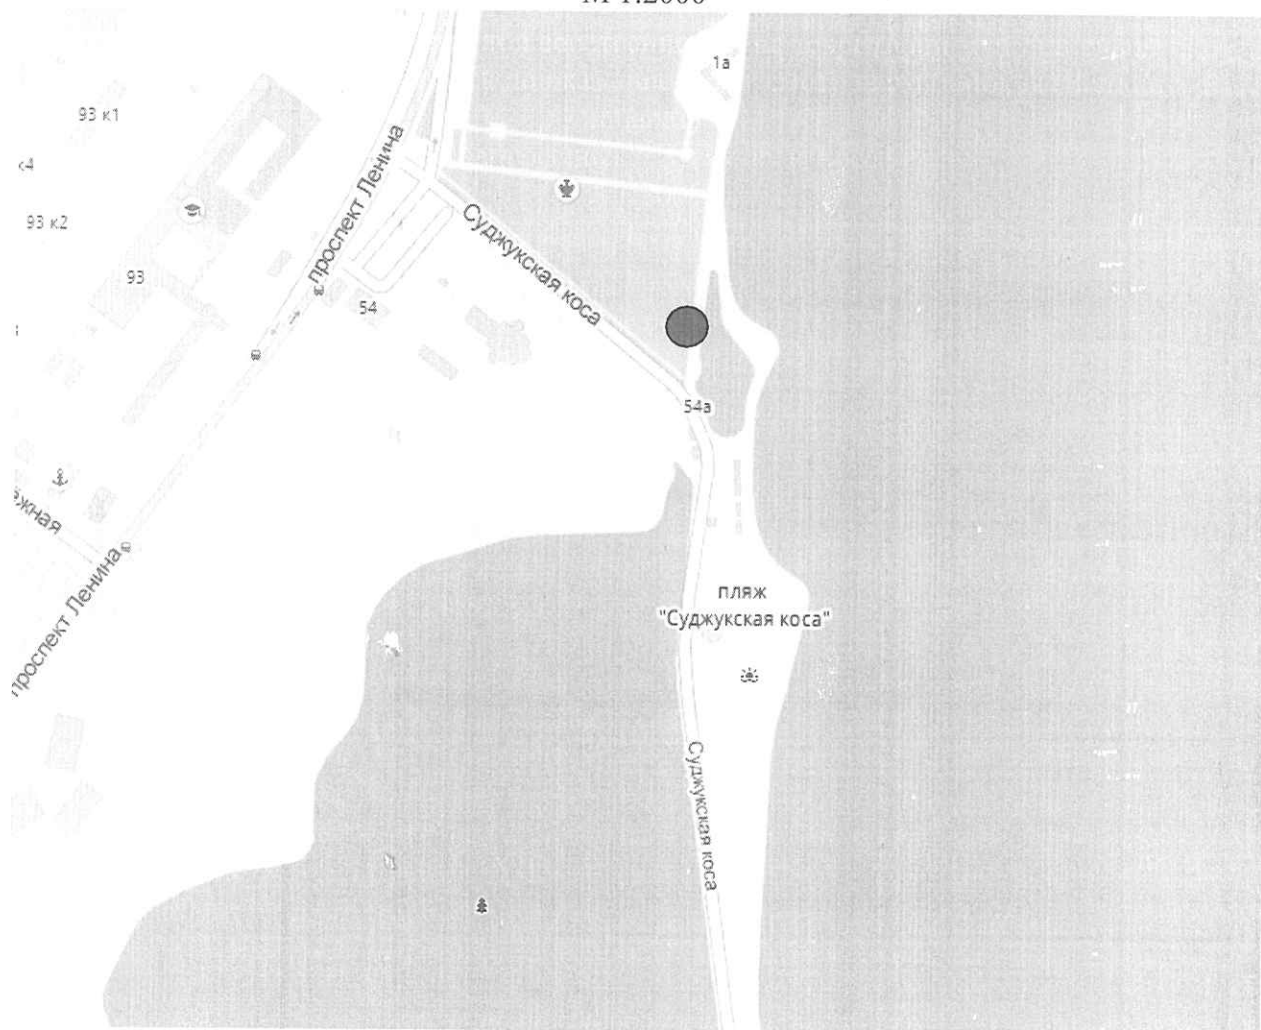 М 1:2000
1а
93 к1
к4
93 к2
93
проспект Ленина
Суджукская коса
54
54а
проспект Ленина
пляж
"Суджукская коса"
Суджукская коса